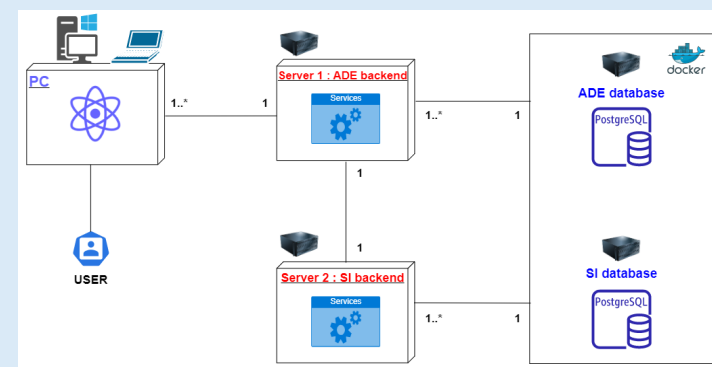 PC
1..*
1
USER
Server 1 : ADE backend
Services
1..*
1
1
1
Server 2 : SI backend
Services
1..*
1
docker
ADE database
PostgreSQL
SI database
PostgreSQL